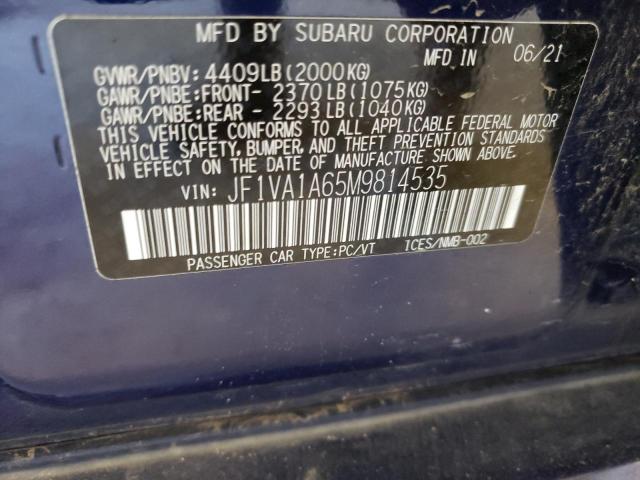 MFD BY SUBARU CORPORATION
MFD IN 06/21
GVWR/PNBV: 4409LB(2000KG)
GAWR/PNBE:FRONT- 2370LB(1075KG)
GAWR/PNBE:REAR - 2293LB(1040KG)
THIS VEHICLE CONFORMS TO ALL APPLICABLE FEDERAL MOTOR
VEHICLE SAFETY, BUMPER, AND THEFT PREVENTION STANDARDS
IN EFFECT ON THE DATE OF MANUFACTURE SHOWN ABOVE.
VIN: JF1VA1A65M9814535
PASSENGER CAR TYPE:PC/VT ICES/NMB-002